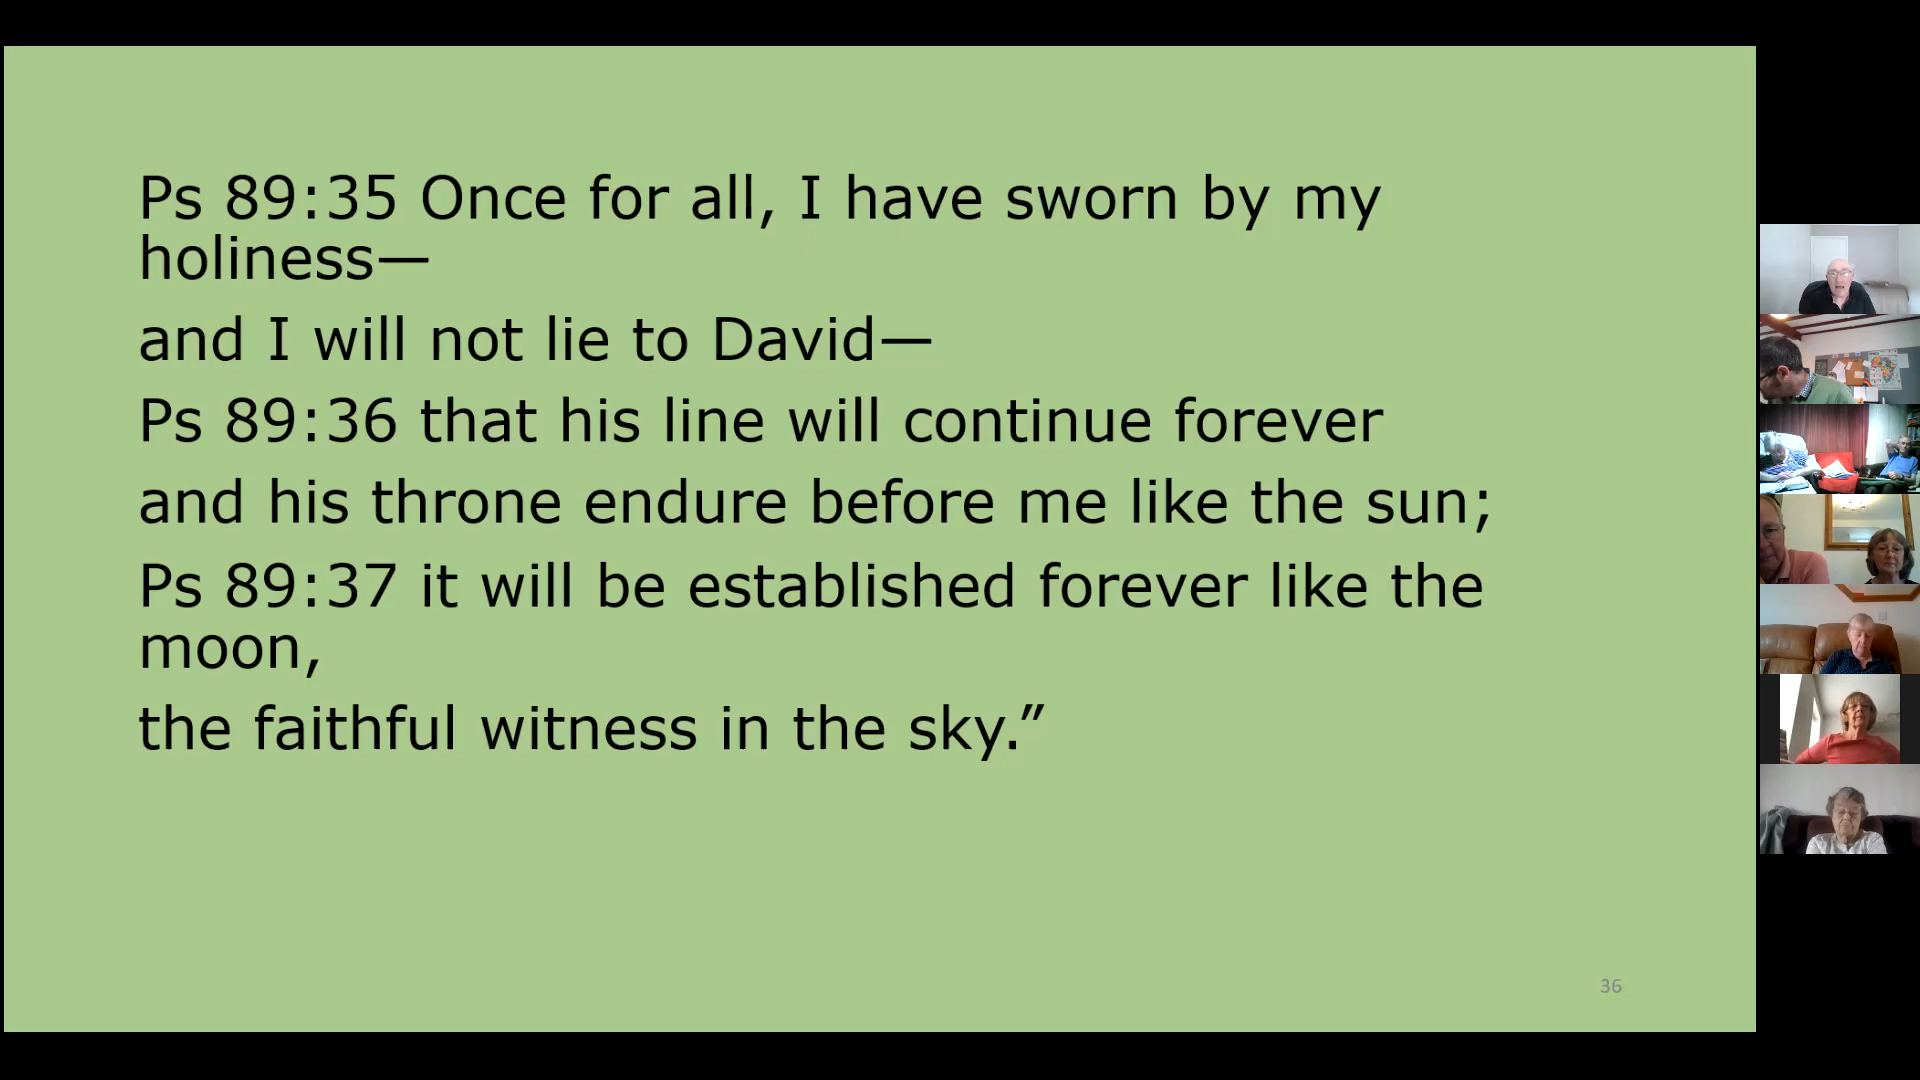 Ps 89:35 Once for all, I have sworn by my
holiness—
and I will not lie to David—
Ps 89:36 that his line will continue forever
and his throne endure before me like the sun;
Ps 89:37 it will be established forever like the
moon,
the faithful witness in the sky.”
36